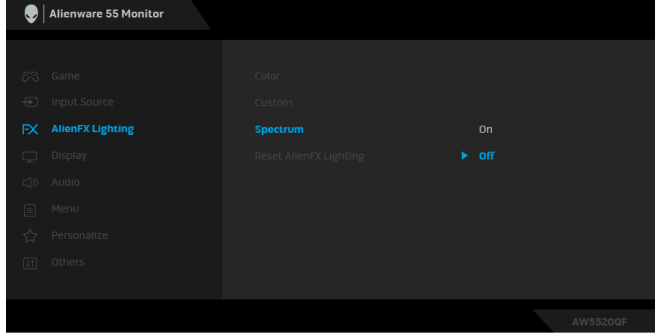 Alienware 55 Monitor
Game
Input Source
AlienFX Lighting
Display
Audio
Menu
Personalize
Others
Color
Custom
Spectrum On
Reset AlienFX Lighting Off
AW5520QF